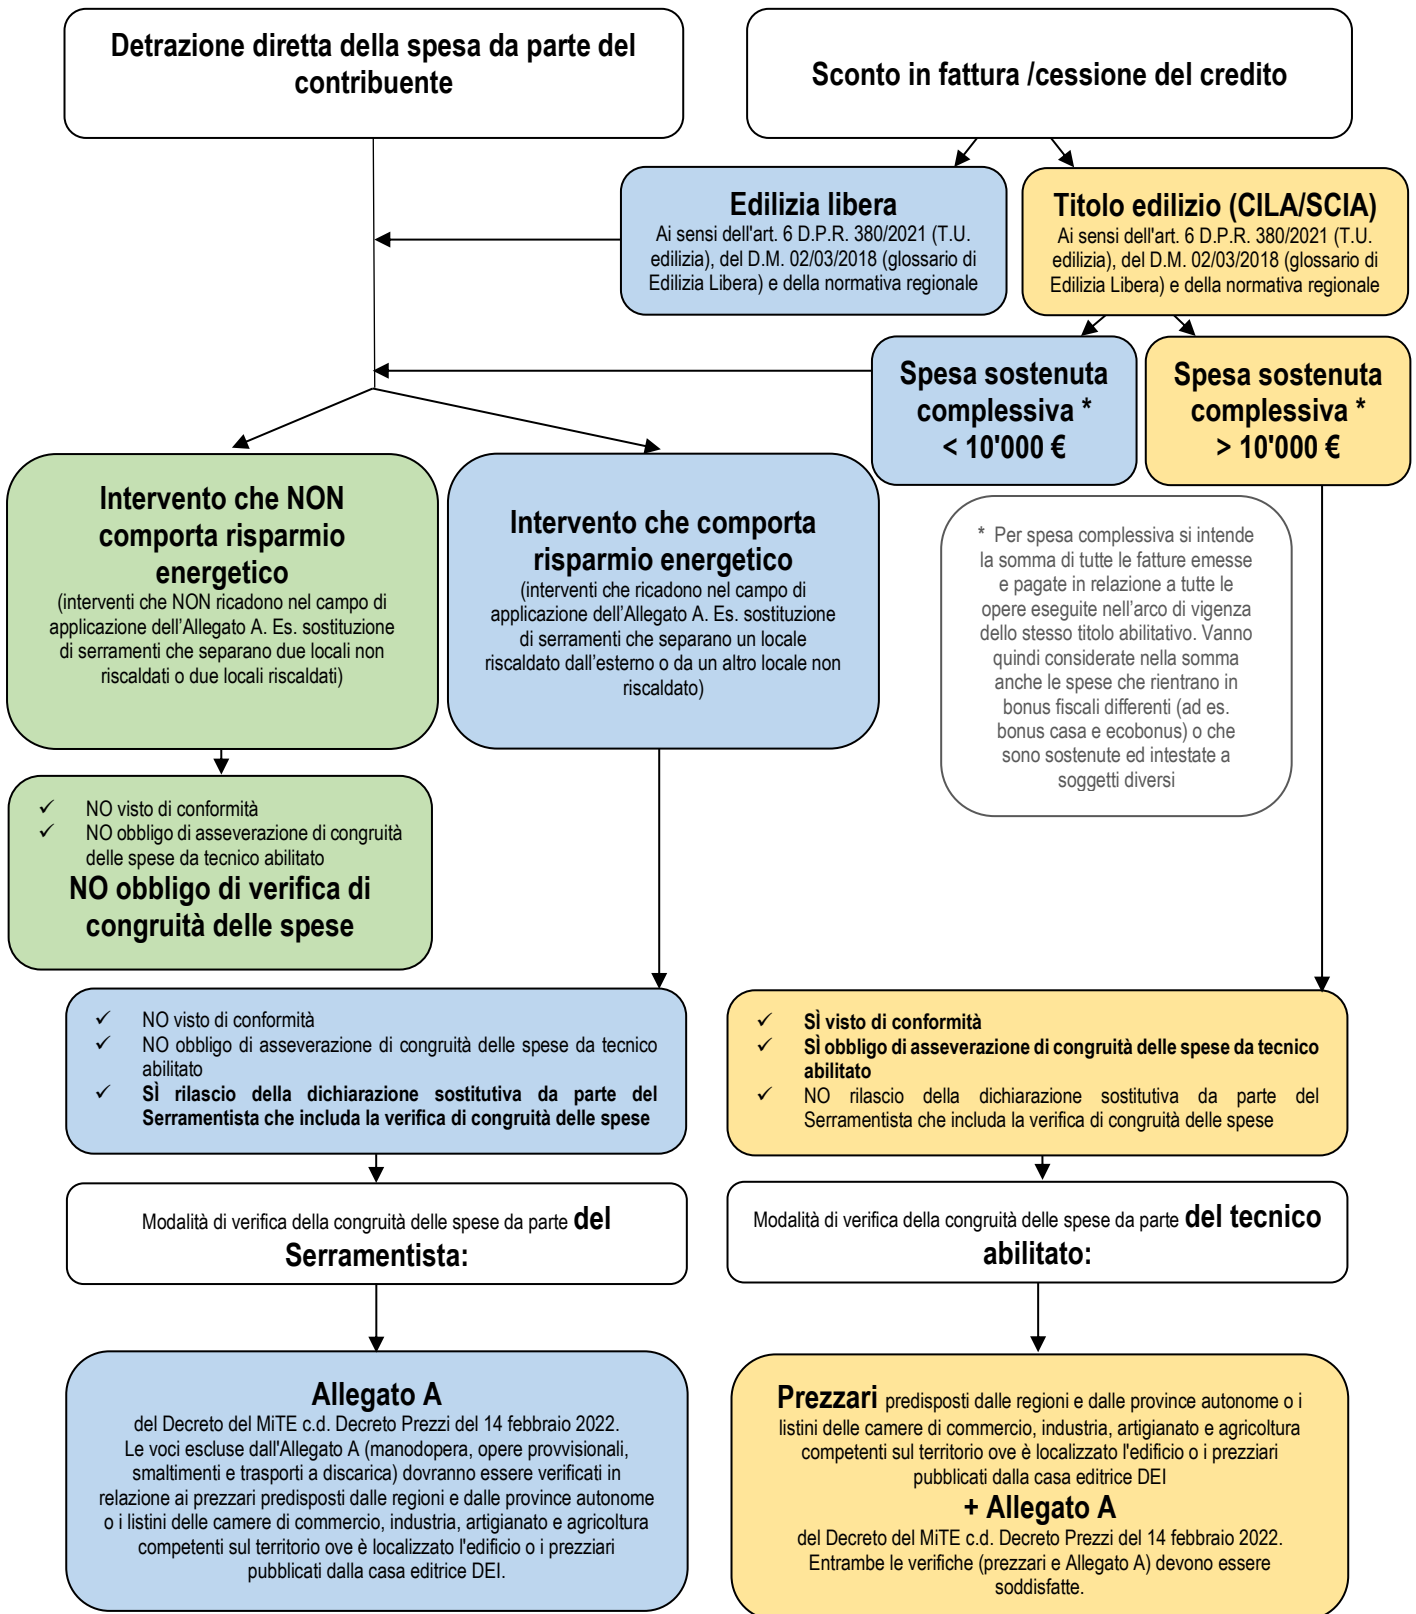 Detrazione diretta della spesa da parte del
contribuente
Sconto in fattura /cessione del credito
Edilizia libera
Ai sensi dell'art. 6 D.P.R. 380/2021 (T.U.
edilizia), del D.M. 02/03/2018 (glossario di
Edilizia Libera) e della normativa regionale
Titolo edilizio (CILA/SCIA)
Ai sensi dell'art. 6 D.P.R. 380/2021 (T.U.
edilizia), del D.M. 02/03/2018 (glossario di
Edilizia Libera) e della normativa regionale
Spesa sostenuta
complessiva *
< 10'000 €
Spesa sostenuta
complessiva *
> 10'000 €
Intervento che NON
comporta risparmio
energetico
(interventi che NON ricadono nel campo di
applicazione dell'Allegato A. Es. sostituzione
di serramenti che separano due locali non
riscaldati o due locali riscaldati)
Intervento che comporta
risparmio energetico
(interventi che ricadono nel campo di
applicazione dell'Allegato A. Es. sostituzione
di serramenti che separano un locale
riscaldato dall'esterno o da un altro locale non
riscaldato)
* Per spesa complessiva si intende
la somma di tutte le fatture emesse
e pagate in relazione a tutte le
opere eseguite nell'arco di vigenza
dello stesso titolo abilitativo. Vanno
quindi considerate nella somma
anche le spese che rientrano in
bonus fiscali differenti (ad es.
bonus casa e ecobonus) o che
sono sostenute ed intestate a
soggetti diversi
✓ NO visto di conformità
✓ NO obbligo di asseverazione di congruità
delle spese da tecnico abilitato
NO obbligo di verifica di
congruità delle spese
✓ NO visto di conformità
✓ NO obbligo di asseverazione di congruità delle spese da tecnico
abilitato
✓ SÌ rilascio della dichiarazione sostitutiva da parte del
Serramentista che includa la verifica di congruità delle spese
✓ SÌ visto di conformità
✓ SÌ obbligo di asseverazione di congruità delle spese da tecnico
abilitato
✓ NO rilascio della dichiarazione sostitutiva da parte del
Serramentista che includa la verifica di congruità delle spese
Modalità di verifica della congruità delle spese da parte del
Serramentista:
Modalità di verifica della congruità delle spese da parte del tecnico
abilitato:
Allegato A
del Decreto del MiTE c.d. Decreto Prezzi del 14 febbraio 2022.
Le voci escluse dall'Allegato A (manodopera, opere provvisionali,
smaltimenti e trasporti a discarica) dovranno essere verificati in
relazione ai prezzari predisposti dalle regioni e dalle province autonome
o i listini delle camere di commercio, industria, artigianato e agricoltura
competenti sul territorio ove è localizzato l'edificio o i prezziari
pubblicati dalla casa editrice DEI.
Prezzari predisposti dalle regioni e dalle province autonome o i
listini delle camere di commercio, industria, artigianato e agricoltura
competenti sul territorio ove è localizzato l'edificio o i prezziari
pubblicati dalla casa editrice DEI
+ Allegato A
del Decreto del MiTE c.d. Decreto Prezzi del 14 febbraio 2022.
Entrambe le verifiche (prezzari e Allegato A) devono essere
soddisfatte.